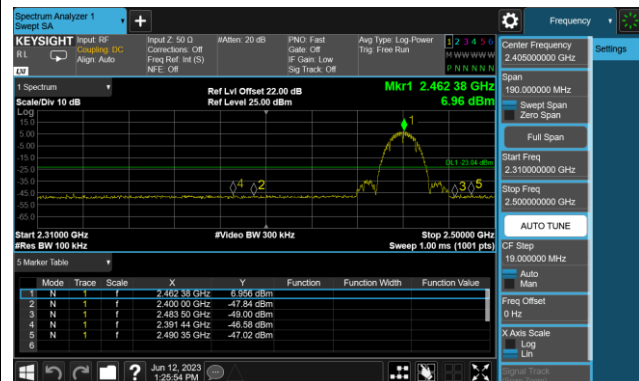 Spectrum Analyzer 1
Swept SA
Frequency
KEYSIGHT
RL
LXI
Input: RF
Coupling: DC
Align: Auto
Input Z: 50 Ω
Corrections: Off
Freq Ref: Int (S)
NFE: Off
#Atten: 20 dB
PNO: Fast
Gate: Off
IF Gain: Low
Sig Track: Off
Avg Type: Log-Power
Trig: Free Run
1 2 3 4 5 6
M W W W W W
P N N N N N
Center Frequency
2.405000000 GHz
Settings
1 Spectrum
Scale/Div 10 dB
Log
Ref Lvl Offset 22.00 dB
Ref Level 25.00 dBm
Mkr1 2.462 38 GHz
6.96 dBm
15.0
5.00
-5.00
-15.0
-25.0
-35.0
-45.0
-55.0
-65.0
1
DL1 -23.04 dBm
4 2 3 5
Start 2.31000 GHz
#Res BW 100 kHz
#Video BW 300 kHz
Stop 2.50000 GHz
Sweep 1.00 ms (1001 pts)
Span
190.000000 MHz
Swept Span
Zero Span
Full Span
Start Freq
2.310000000 GHz
Stop Freq
2.500000000 GHz
AUTO TUNE
CF Step
19.000000 MHz
Auto
Man
Freq Offset
0 Hz
X Axis Scale
Log
Lin
Signal Track
5 Marker Table
Mode Trace Scale X Y Function Function Width Function Value
1 N 1 f 2.462 38 GHz 6.956 dBm
2 N 1 f 2.400 00 GHz -47.84 dBm
3 N 1 f 2.483 50 GHz -49.00 dBm
4 N 1 f 2.391 44 GHz -46.58 dBm
5 N 1 f 2.490 35 GHz -47.02 dBm
6
?
Jun 12, 2023
1:25:54 PM